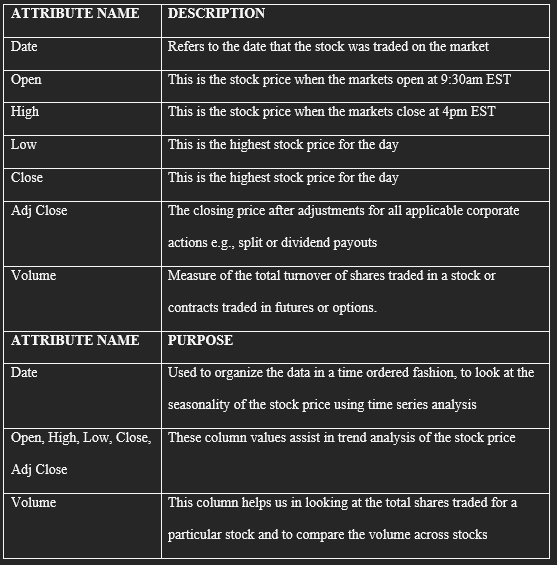 ATTRIBUTE NAME DESCRIPTION
Date Refers to the date that the stock was traded on the market
Open This is the stock price when the markets open at 9:30am EST
High This is the stock price when the markets close at 4pm EST
Low This is the highest stock price for the day
Close This is the highest stock price for the day
Adj Close The closing price after adjustments for all applicable corporate
actions e.g., split or dividend payouts
Volume Measure of the total turnover of shares traded in a stock or
contracts traded in futures or options.
ATTRIBUTE NAME PURPOSE
Date Used to organize the data in a time ordered fashion, to look at the
seasonality of the stock price using time series analysis
Open, High, Low, Close, These column values assist in trend analysis of the stock price
Adj Close
Volume This column helps us in looking at the total shares traded for a
particular stock and to compare the volume across stocks